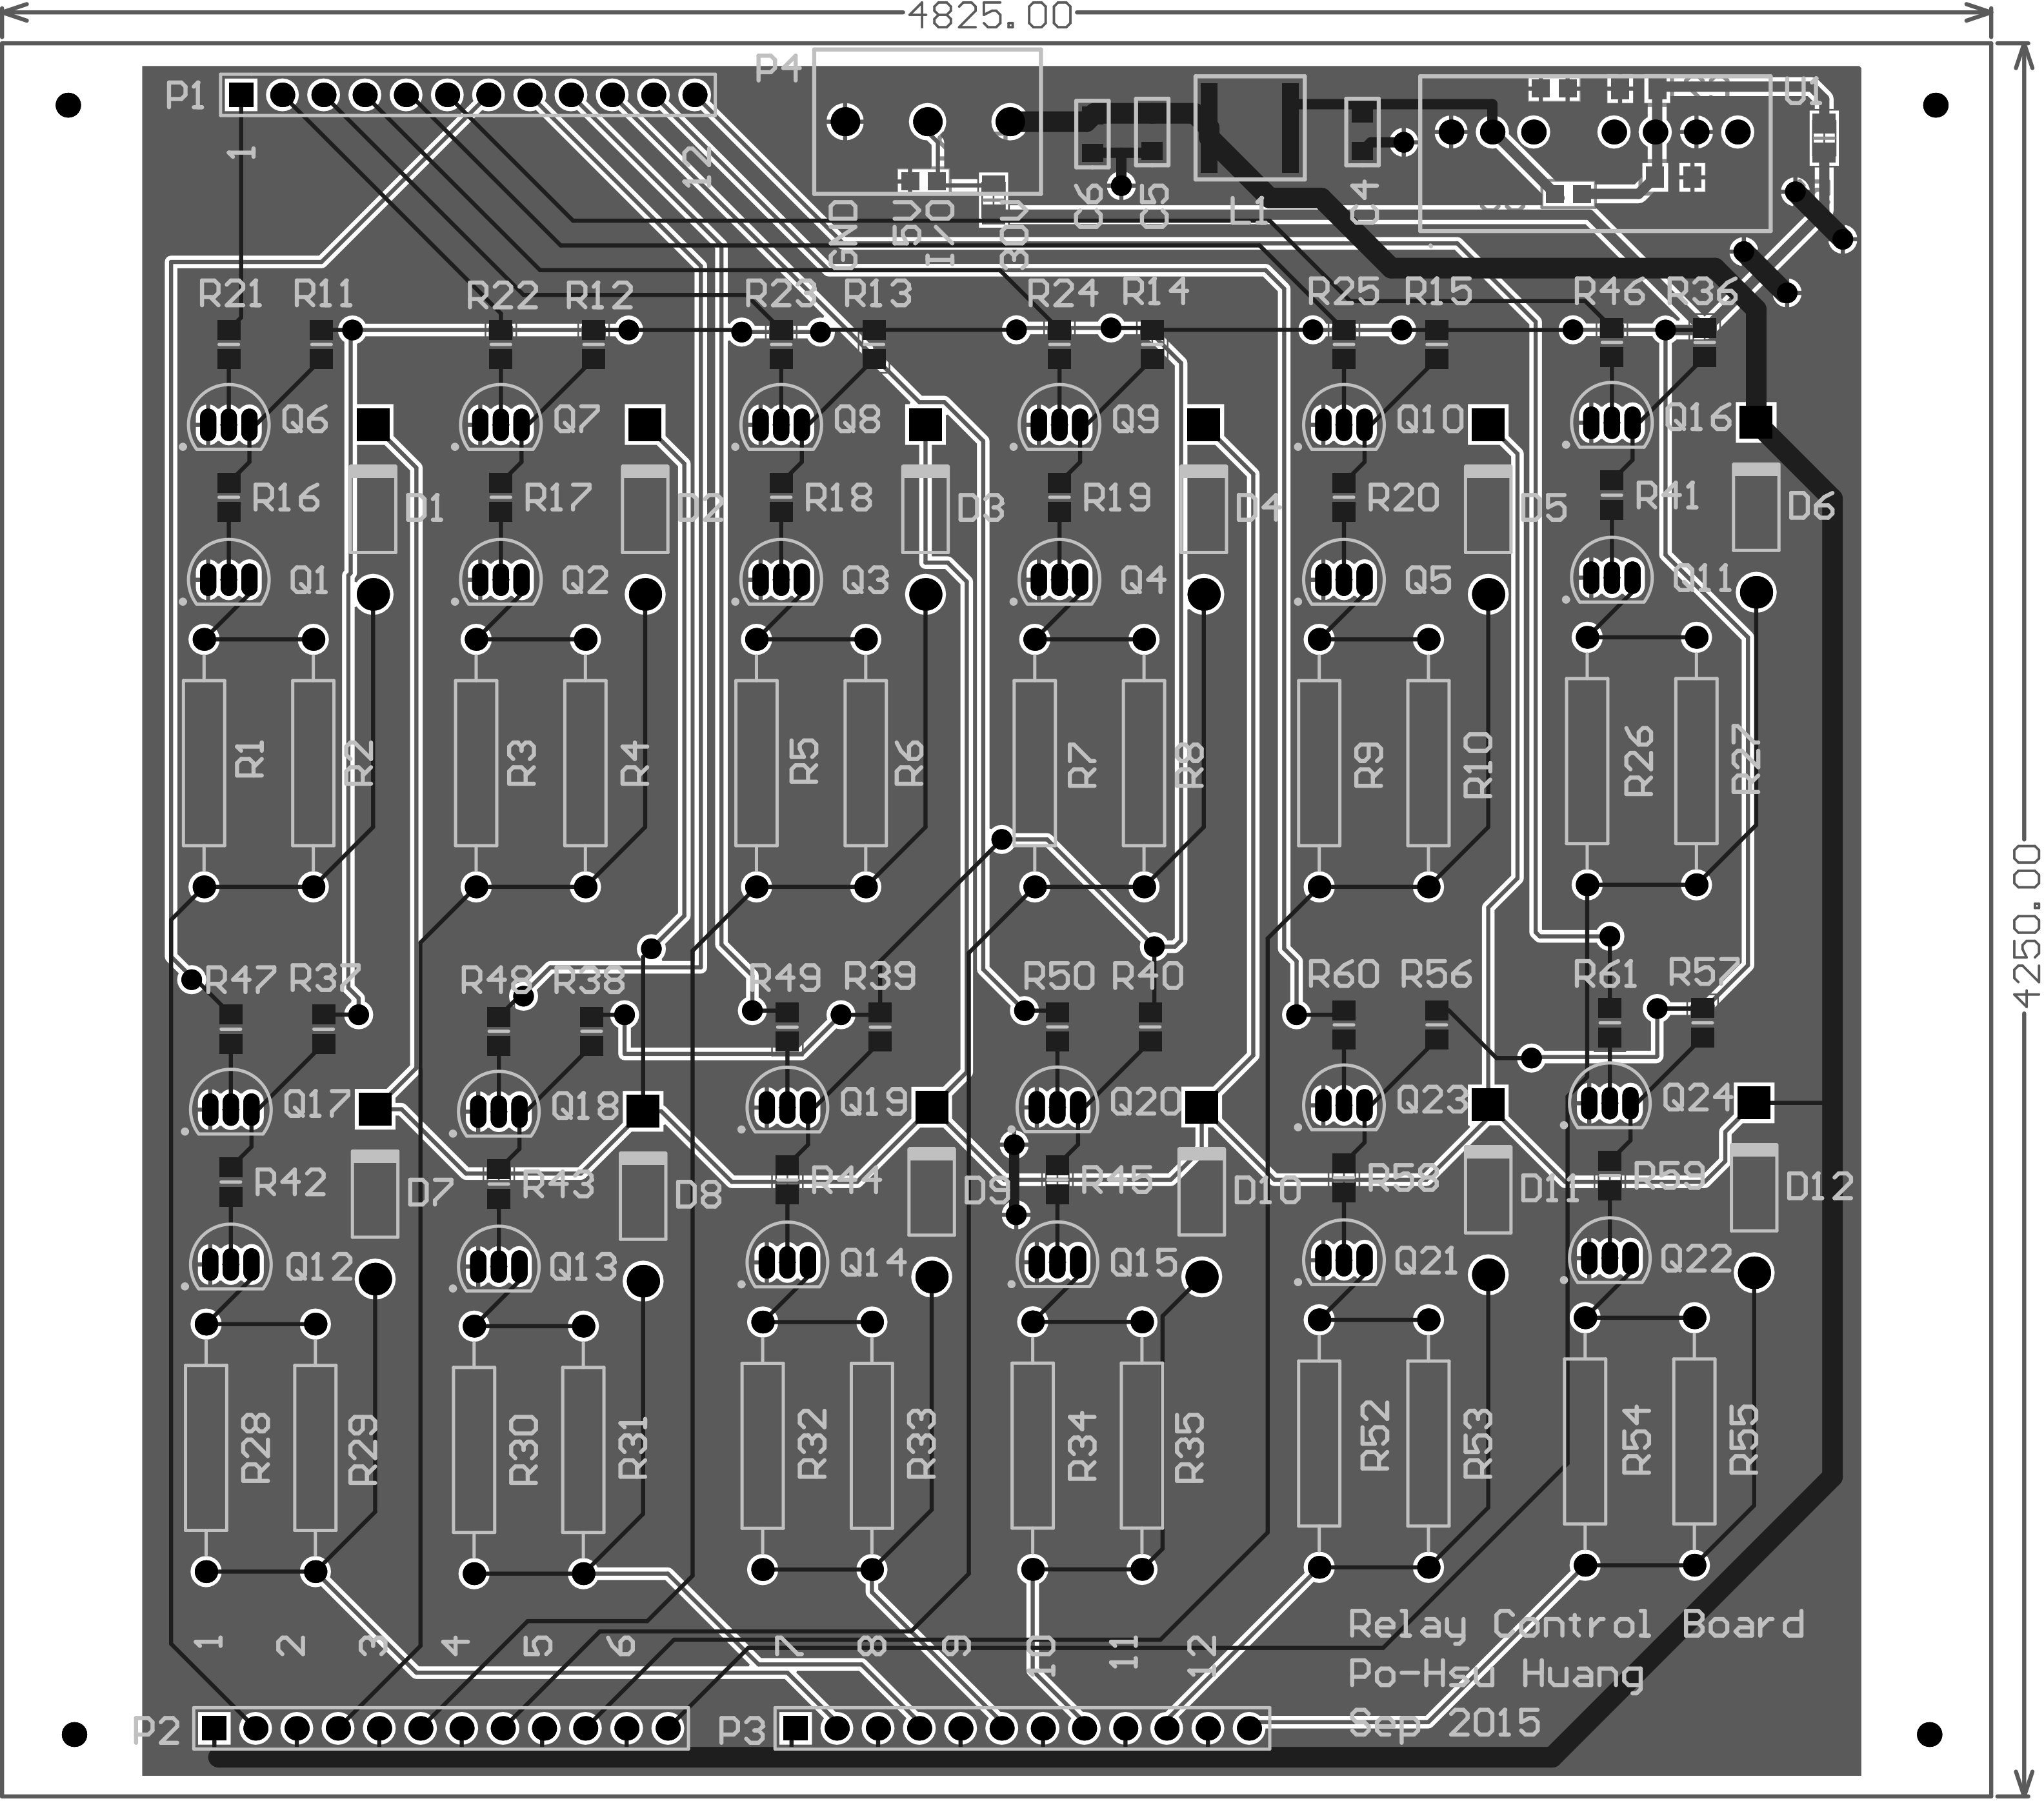 4825.00
P1
P4
U1
1
12
GND
5V
I/O
30V
C6
C5
L1
C4
R21 R11 R22 R12 R23 R13 R24 R14 R25 R15 R46 R36
Q6 Q7 Q8 Q9 Q10 Q16
R16 D1 R17 D2 R18 D3 R19 D4 R20 D5 R41 D6
Q1 Q2 Q3 Q4 Q5 Q11
R1 R2 R3 R4 R5 R6 R7 R8 R9 R10 R26 R27
4250.00
R47 R37 R48 R38 R49 R39 R50 R40 R60 R56 R61 R57
Q17 Q18 Q19 Q20 Q23 Q24
R42 D7 R43 D8 R44 D9 R45 D10 R58 D11 R59 D12
Q12 Q13 Q14 Q15 Q21 Q22
R28 R29 R30 R31 R32 R33 R34 R35 R52 R53 R54 R55
1 2 3 4 5 6 7 8 9 10 11 12
Relay Control Board
Po-Hsu Huang
Sep 2015
P2
P3